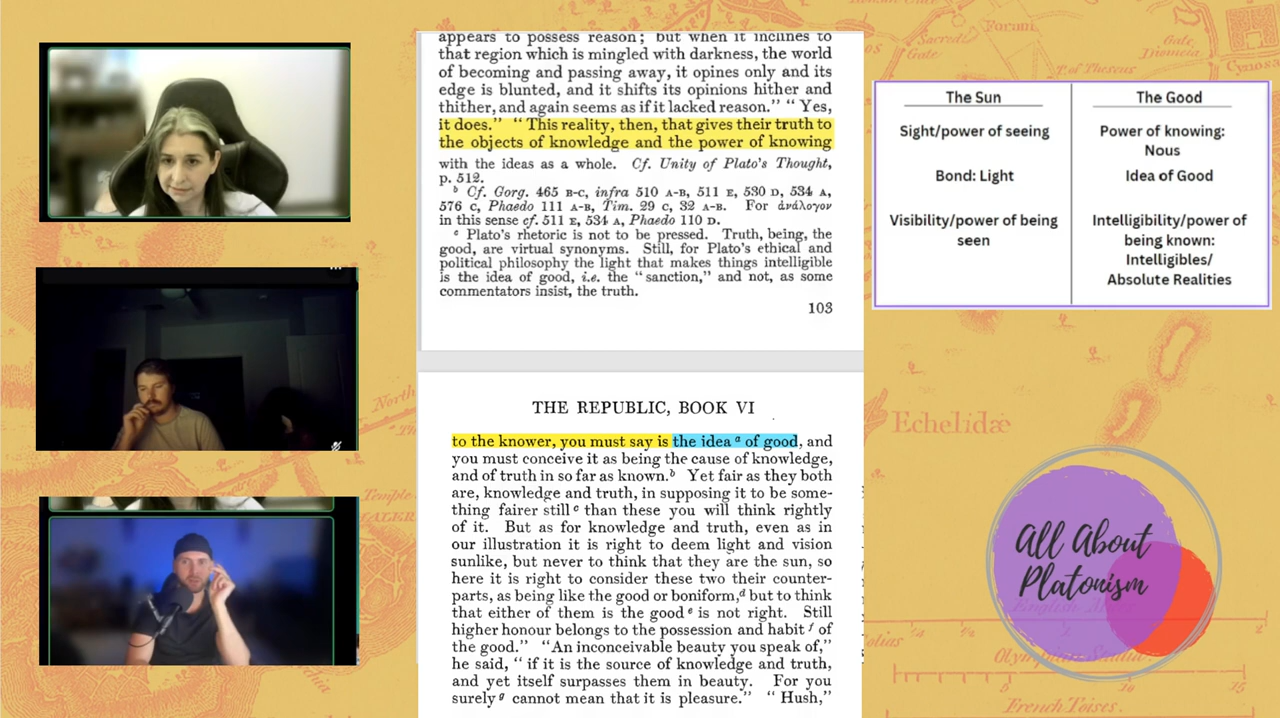 appears to possess reason; but when it inclines to
that region which is mingled with darkness, the world
of becoming and passing away, it opines only and its
edge is blunted, and it shifts its opinions hither and
thither, and again seems as if it lacked reason.” “ Yes,
it does.” “ This reality, then, that gives their truth to
the objects of knowledge and the power of knowing
with the ideas as a whole. Cf. Unity of Plato's Thought,
p. 512.
b Cf. Gorg. 465 B-C, infra 510 A-B, 511 E, 530 D, 534 A,
576 C, Phaedo 111 A-B, Tim. 29 C, 32 A-B. For ἀνάλογον
in this sense cf. 511 E, 534 A, Phaedo 110 D.
c Plato's rhetoric is not to be pressed. Truth, being, the
good, are virtual synonyms. Still, for Plato's ethical and
political philosophy the light that makes things intelligible
is the idea of good, i.e. the “sanction,” and not, as some
commentators insist, the truth.
103
THE REPUBLIC, BOOK VI
to the knower, you must say is the idea a of good, and
you must conceive it as being the cause of knowledge,
and of truth in so far as known.b Yet fair as they both
are, knowledge and truth, in supposing it to be some-
thing fairer still c than these you will think rightly
of it. But as for knowledge and truth, even as in
our illustration it is right to deem light and vision
sunlike, but never to think that they are the sun, so
here it is right to consider these two their counter-
parts, as being like the good or boniform,d but to think
that either of them is the good e is not right. Still
higher honour belongs to the possession and habit f of
the good.” “An inconceivable beauty you speak of,”
he said, “ if it is the source of knowledge and truth,
and yet itself surpasses them in beauty. For you
surely g cannot mean that it is pleasure.” “ Hush,”
The Sun
The Good
Sight/power of seeing
Power of knowing:
Nous
Bond: Light
Idea of Good
Visibility/power of being
seen
Intelligibility/power of
being known:
Intelligibles/
Absolute Realities
Sacred
Gate
Forum
P. of Theseus
Gate
Echelidæ
All About
Platonism
French Toises.